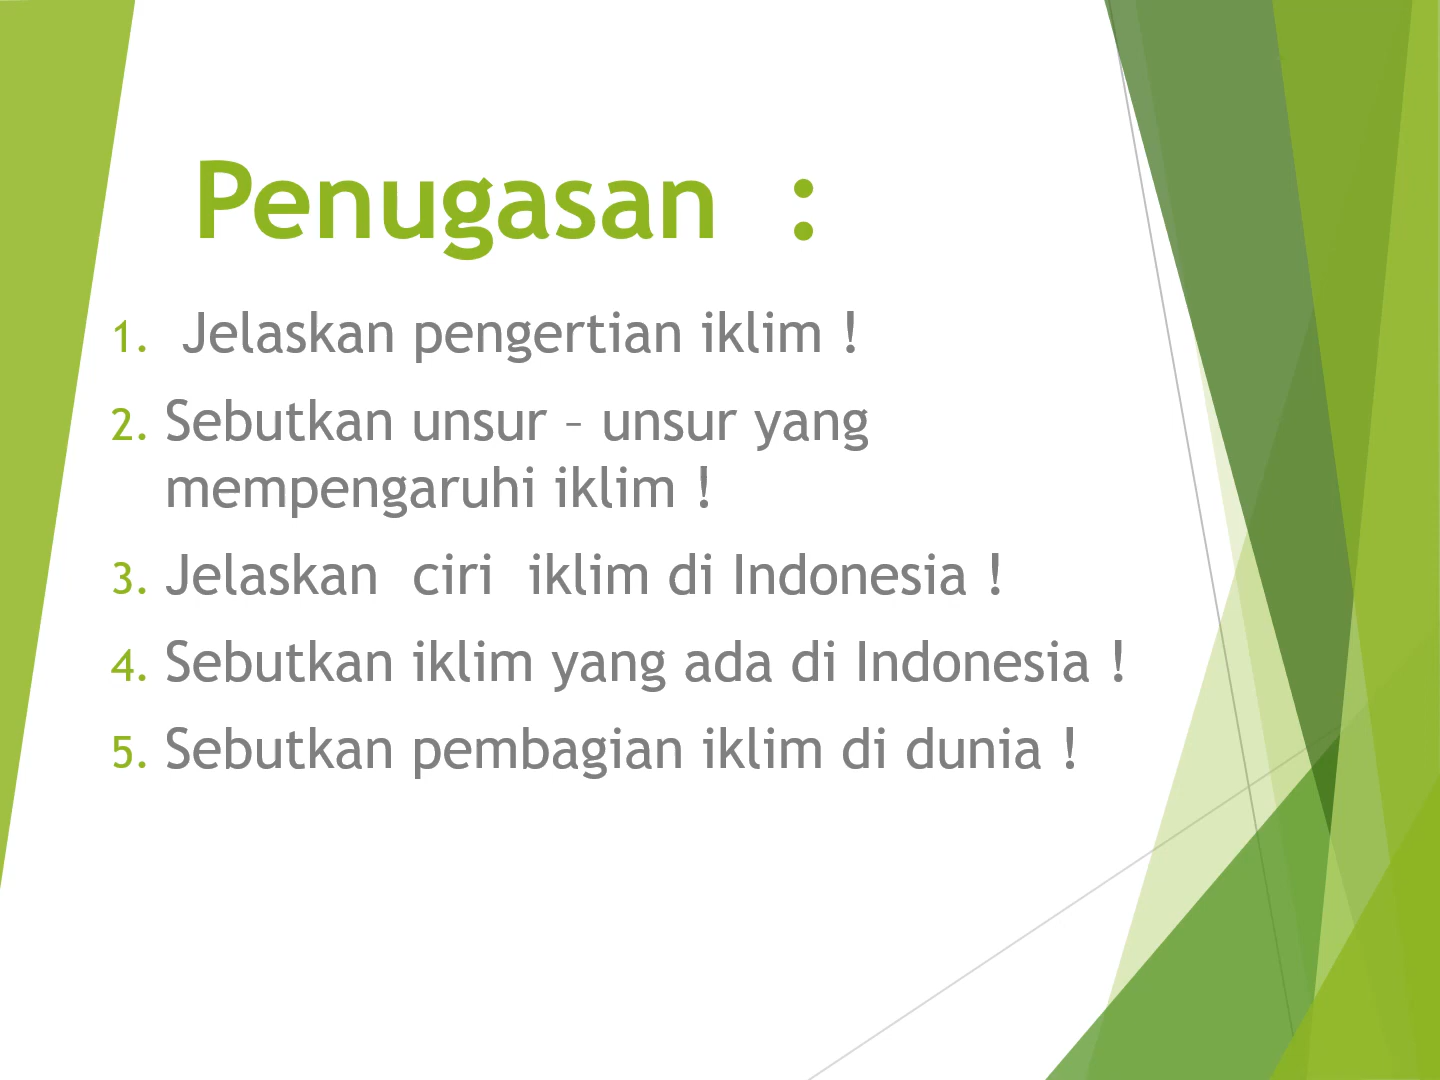 Penugasan :
1. Jelaskan pengertian iklim !
2. Sebutkan unsur – unsur yang
mempengaruhi iklim !
3. Jelaskan ciri iklim di Indonesia !
4. Sebutkan iklim yang ada di Indonesia !
5. Sebutkan pembagian iklim di dunia !